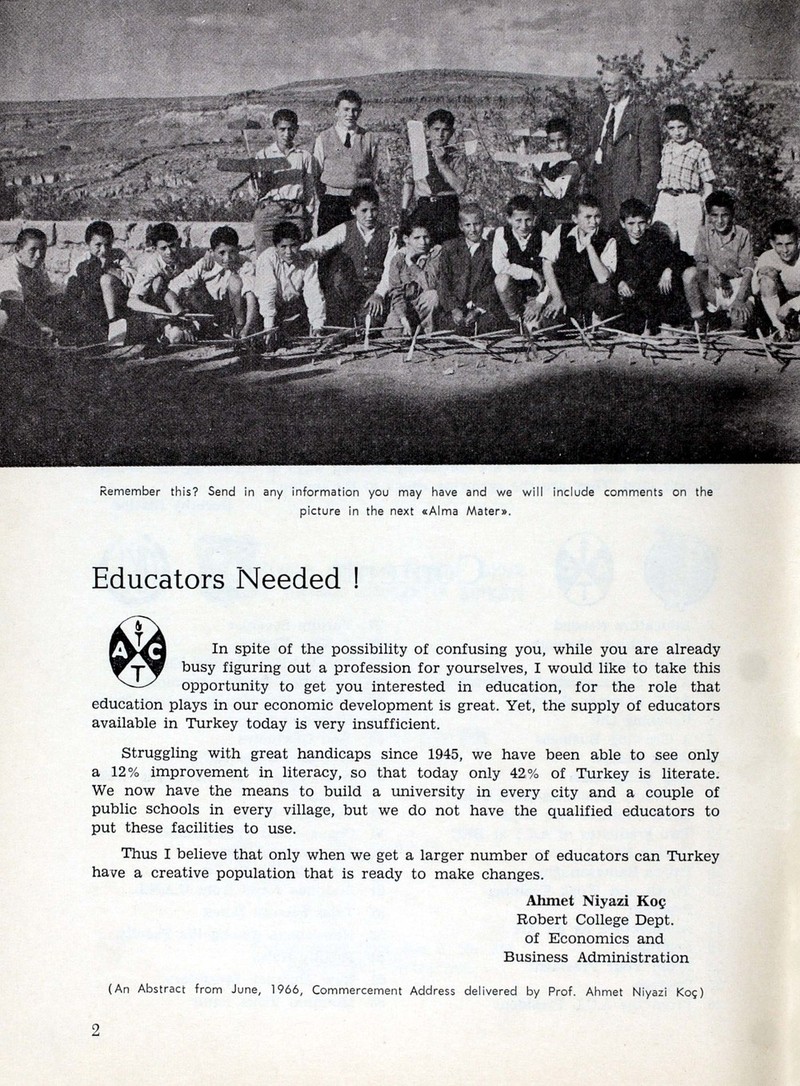 Remember this? Send in any information you may have and we will include comments on the
picture in the next «Alma Mater».
Educators Needed !
A T C T
In spite of the possibility of confusing you, while you are already
busy figuring out a profession for yourselves, I would like to take this
opportunity to get you interested in education, for the role that
education plays in our economic development is great. Yet, the supply of educators
available in Turkey today is very insufficient.
Struggling with great handicaps since 1945, we have been able to see only
a 12% improvement in literacy, so that today only 42% of Turkey is literate.
We now have the means to build a university in every city and a couple of
public schools in every village, but we do not have the qualified educators to
put these facilities to use.
Thus I believe that only when we get a larger number of educators can Turkey
have a creative population that is ready to make changes.
Ahmet Niyazi Koç
Robert College Dept.
of Economics and
Business Administration
(An Abstract from June, 1966, Commercement Address delivered by Prof. Ahmet Niyazi Koç)
2